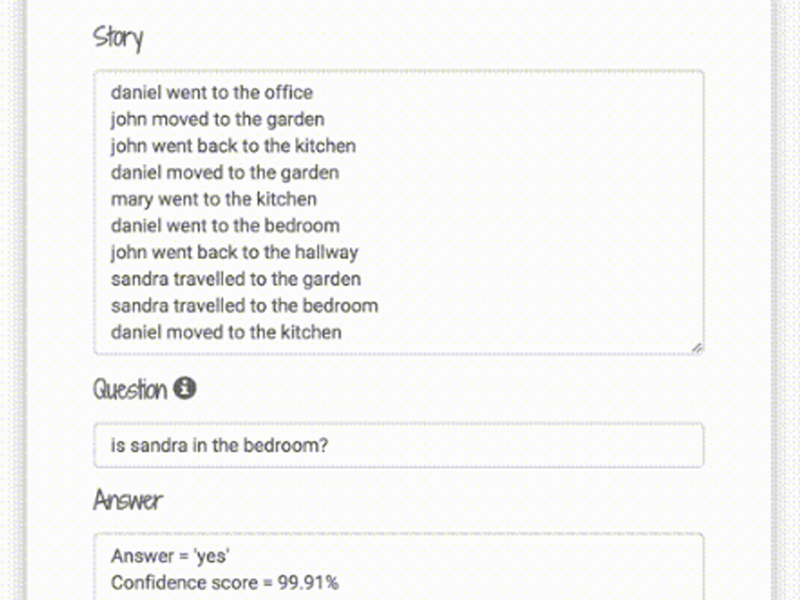 Story
daniel went to the office
john moved to the garden
john went back to the kitchen
daniel moved to the garden
mary went to the kitchen
daniel went to the bedroom
john went back to the hallway
sandra travelled to the garden
sandra travelled to the bedroom
daniel moved to the kitchen
Question
is sandra in the bedroom?
Answer
Answer = 'yes'
Confidence score = 99.91%